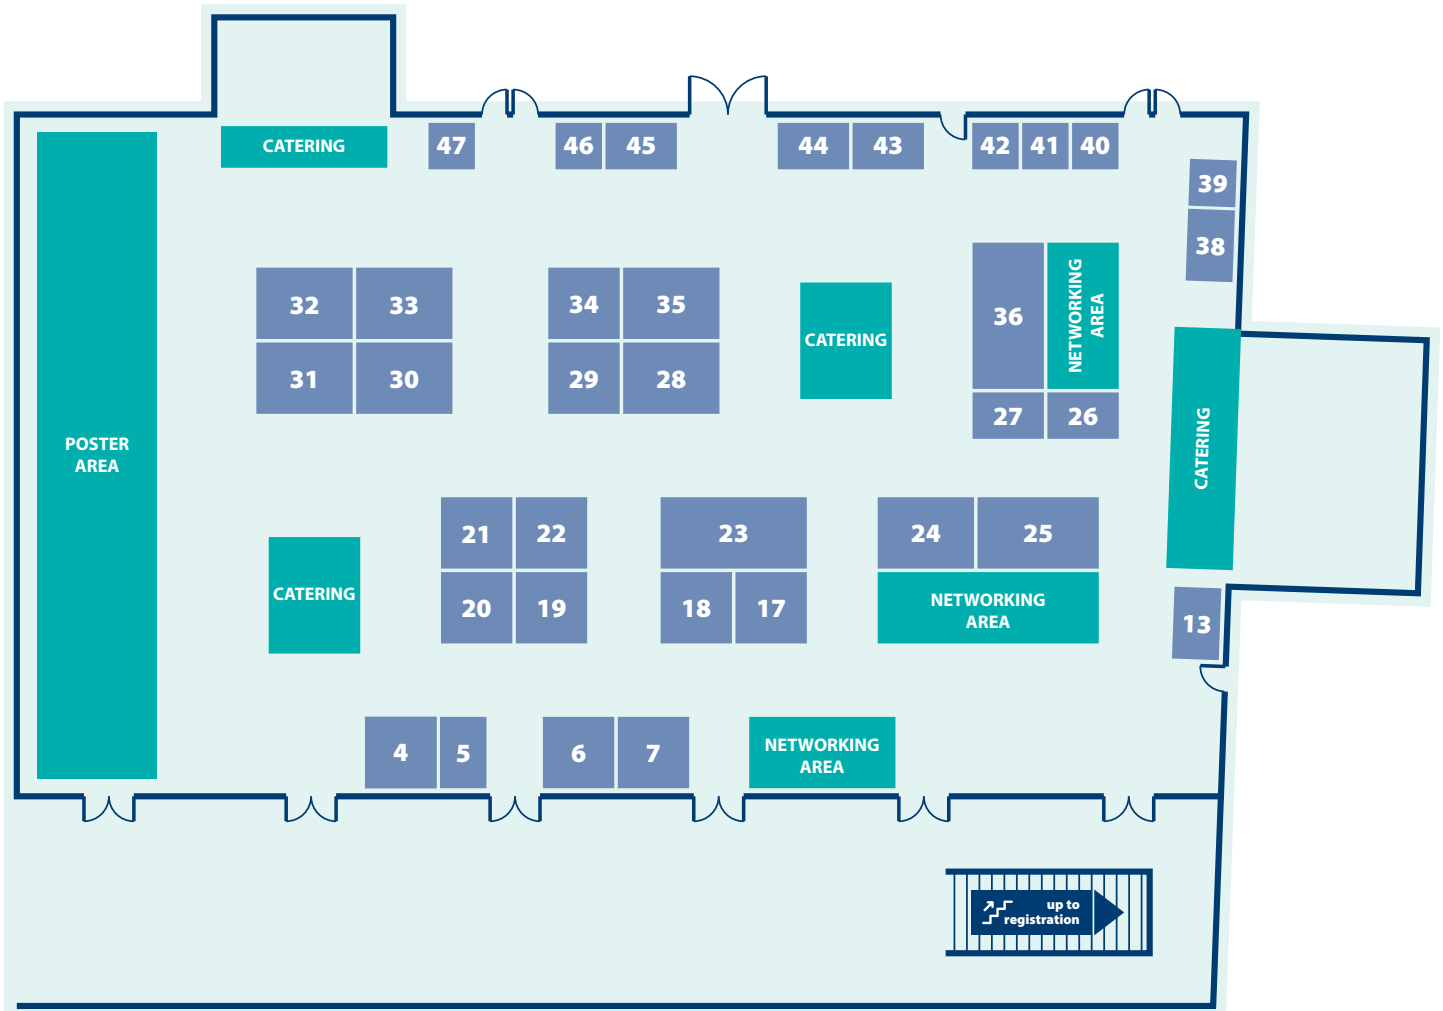 CATERING
47
46
45
44
43
42
41
40
39
38
32
33
34
35
36
NETWORKING
AREA
CATERING
31
30
29
28
27
26
POSTER
AREA
CATERING
21
22
23
24
25
CATERING
20
19
18
17
NETWORKING
AREA
13
4
5
6
7
NETWORKING
AREA
up to
registration